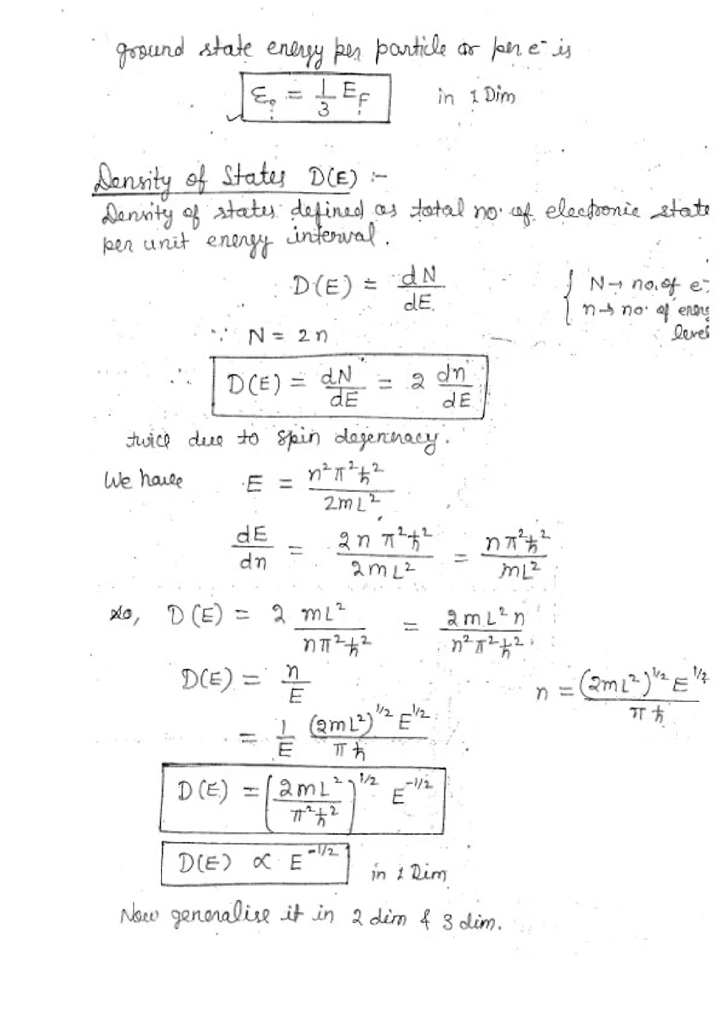 ground state energy per particle or per e⁻ is
ε₀ = 1/3 E_F in 1 Dim
Density of States D(E) :-
Density of states defined as total no. of electronic state
per unit energy interval.
D(E) = dN/dE { N → no. of e⁻
n → no. of energy level
∵ N = 2n
∴ D(E) = dN/dE = 2 dn/dE
twice due to spin degenracy.
We have E = n²π²ħ²/2mL²
dE/dn = 2nπ²ħ²/2mL² = nπ²ħ²/mL²
so, D(E) = 2 mL²/nπ²ħ² = 2mL²n/n²π²ħ²
D(E) = n/E n = (2mL²)^1/2 E^1/2/πħ
= 1/E (2mL²)^1/2 E^1/2/πħ
D(E) = (2mL²/π²ħ²)^1/2 E^-1/2
D(E) ∝ E^-1/2 in 1 Dim
Now generalise it in 2 dim & 3 dim.